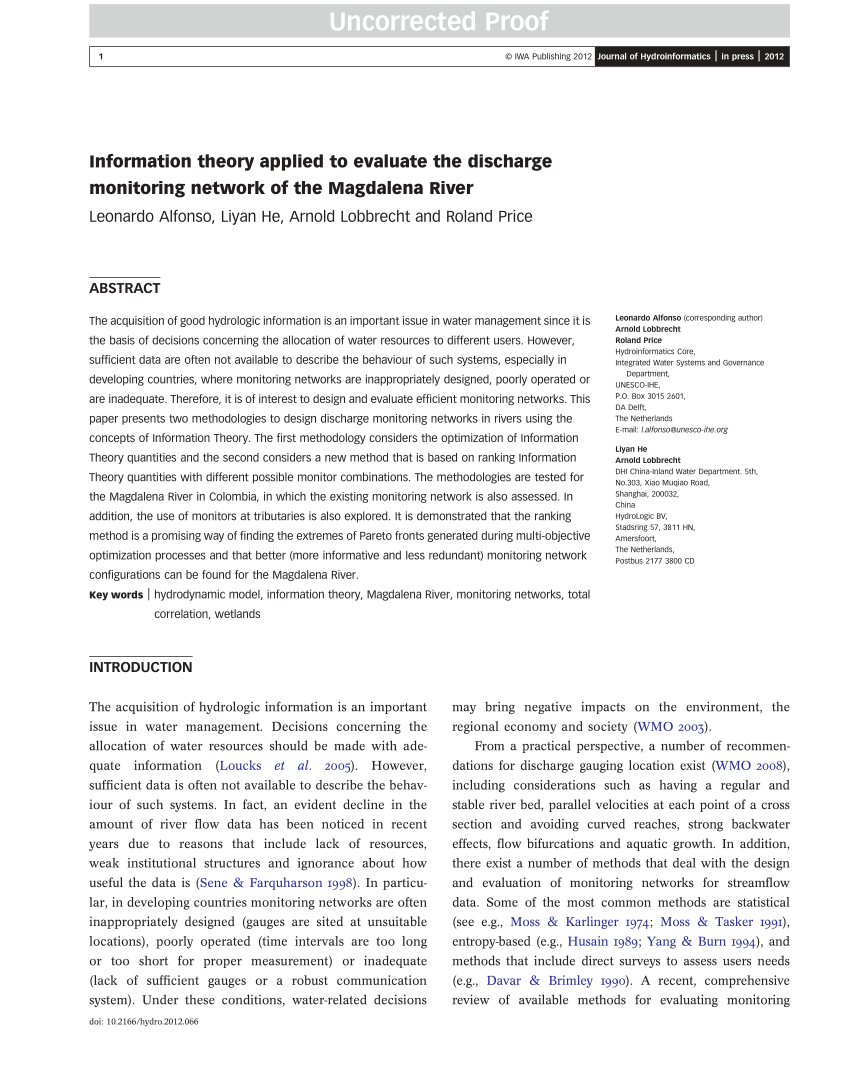 Uncorrected Proof
1
© IWA Publishing 2012 Journal of Hydroinformatics | in press | 2012
Information theory applied to evaluate the discharge
monitoring network of the Magdalena River
Leonardo Alfonso, Liyan He, Arnold Lobbrecht and Roland Price
ABSTRACT
The acquisition of good hydrologic information is an important issue in water management since it is
the basis of decisions concerning the allocation of water resources to different users. However,
sufficient data are often not available to describe the behaviour of such systems, especially in
developing countries, where monitoring networks are inappropriately designed, poorly operated or
are inadequate. Therefore, it is of interest to design and evaluate efficient monitoring networks. This
paper presents two methodologies to design discharge monitoring networks in rivers using the
concepts of Information Theory. The first methodology considers the optimization of Information
Theory quantities and the second considers a new method that is based on ranking Information
Theory quantities with different possible monitor combinations. The methodologies are tested for
the Magdalena River in Colombia, in which the existing monitoring network is also assessed. In
addition, the use of monitors at tributaries is also explored. It is demonstrated that the ranking
method is a promising way of finding the extremes of Pareto fronts generated during multi-objective
optimization processes and that better (more informative and less redundant) monitoring network
configurations can be found for the Magdalena River.
Key words | hydrodynamic model, information theory, Magdalena River, monitoring networks, total
correlation, wetlands
Leonardo Alfonso (corresponding author)
Arnold Lobbrecht
Roland Price
Hydroinformatics Core,
Integrated Water Systems and Governance
Department,
UNESCO-IHE,
P.O. Box 3015 2601,
DA Delft,
The Netherlands
E-mail: l.alfonso@unesco-ihe.org
Liyan He
Arnold Lobbrecht
DHI China-Inland Water Department. 5th,
No.303, Xiao Muqiao Road,
Shanghai, 200032,
China
HydroLogic BV,
Stadsring 57, 3811 HN,
Amersfoort,
The Netherlands,
Postbus 2177 3800 CD
INTRODUCTION
The acquisition of hydrologic information is an important
issue in water management. Decisions concerning the
allocation of water resources should be made with ade-
quate information (Loucks et al. 2005). However,
sufficient data is often not available to describe the behav-
iour of such systems. In fact, an evident decline in the
amount of river flow data has been noticed in recent
years due to reasons that include lack of resources,
weak institutional structures and ignorance about how
useful the data is (Sene & Farquharson 1998). In particu-
lar, in developing countries monitoring networks are often
inappropriately designed (gauges are sited at unsuitable
locations), poorly operated (time intervals are too long
or too short for proper measurement) or inadequate
(lack of sufficient gauges or a robust communication
system). Under these conditions, water-related decisions
may bring negative impacts on the environment, the
regional economy and society (WMO 2003).
From a practical perspective, a number of recommen-
dations for discharge gauging location exist (WMO 2008),
including considerations such as having a regular and
stable river bed, parallel velocities at each point of a cross
section and avoiding curved reaches, strong backwater
effects, flow bifurcations and aquatic growth. In addition,
there exist a number of methods that deal with the design
and evaluation of monitoring networks for streamflow
data. Some of the most common methods are statistical
(see e.g., Moss & Karlinger 1974; Moss & Tasker 1991),
entropy-based (e.g., Husain 1989; Yang & Burn 1994), and
methods that include direct surveys to assess users needs
(e.g., Davar & Brimley 1990). A recent, comprehensive
review of available methods for evaluating monitoring
doi: 10.2166/hydro.2012.066